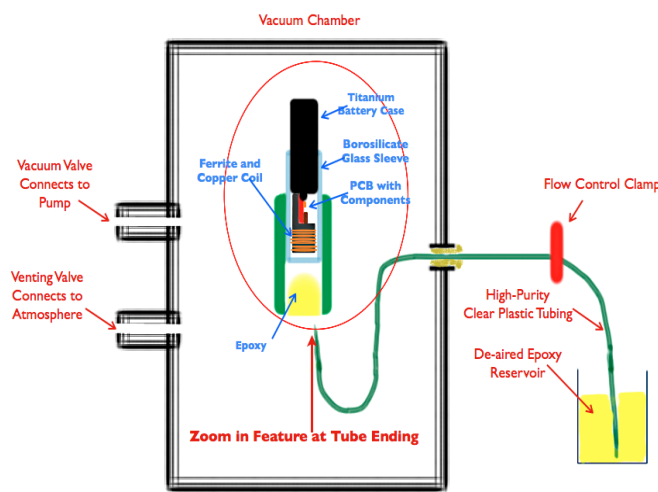 Vacuum Chamber
Titanium
Battery Case
Borosilicate
Glass Sleeve
Ferrite and
Copper Coil
PCB with
Components
Vacuum Valve
Connects to
Pump
Flow Control Clamp
Venting Valve
Connects to
Atmosphere
High-Purity
Clear Plastic Tubing
Epoxy
De-aired Epoxy
Reservoir
Zoom in Feature at Tube Ending